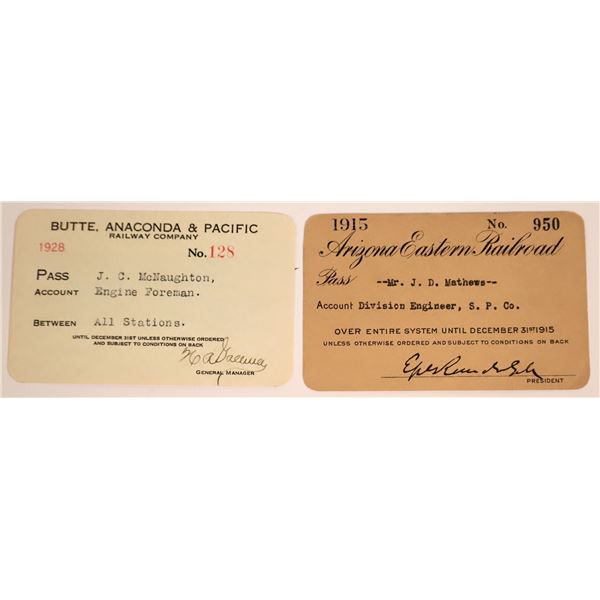 BUTTE, ANACONDA & PACIFIC
RAILWAY COMPANY
1928
No. 128
PASS J. C. McNaughton,
ACCOUNT Engine Foreman.
BETWEEN All Stations.
UNTIL DECEMBER 31ST UNLESS OTHERWISE ORDERED
AND SUBJECT TO CONDITIONS ON BACK
GENERAL MANAGER
1915 No. 950
Arizona Eastern Railroad
Pass --Mr. J. D. Mathews--
Account Division Engineer, S. P. Co.
OVER ENTIRE SYSTEM UNTIL DECEMBER 31ST 1915
UNLESS OTHERWISE ORDERED AND SUBJECT TO CONDITIONS ON BACK
Epes Randolph
PRESIDENT